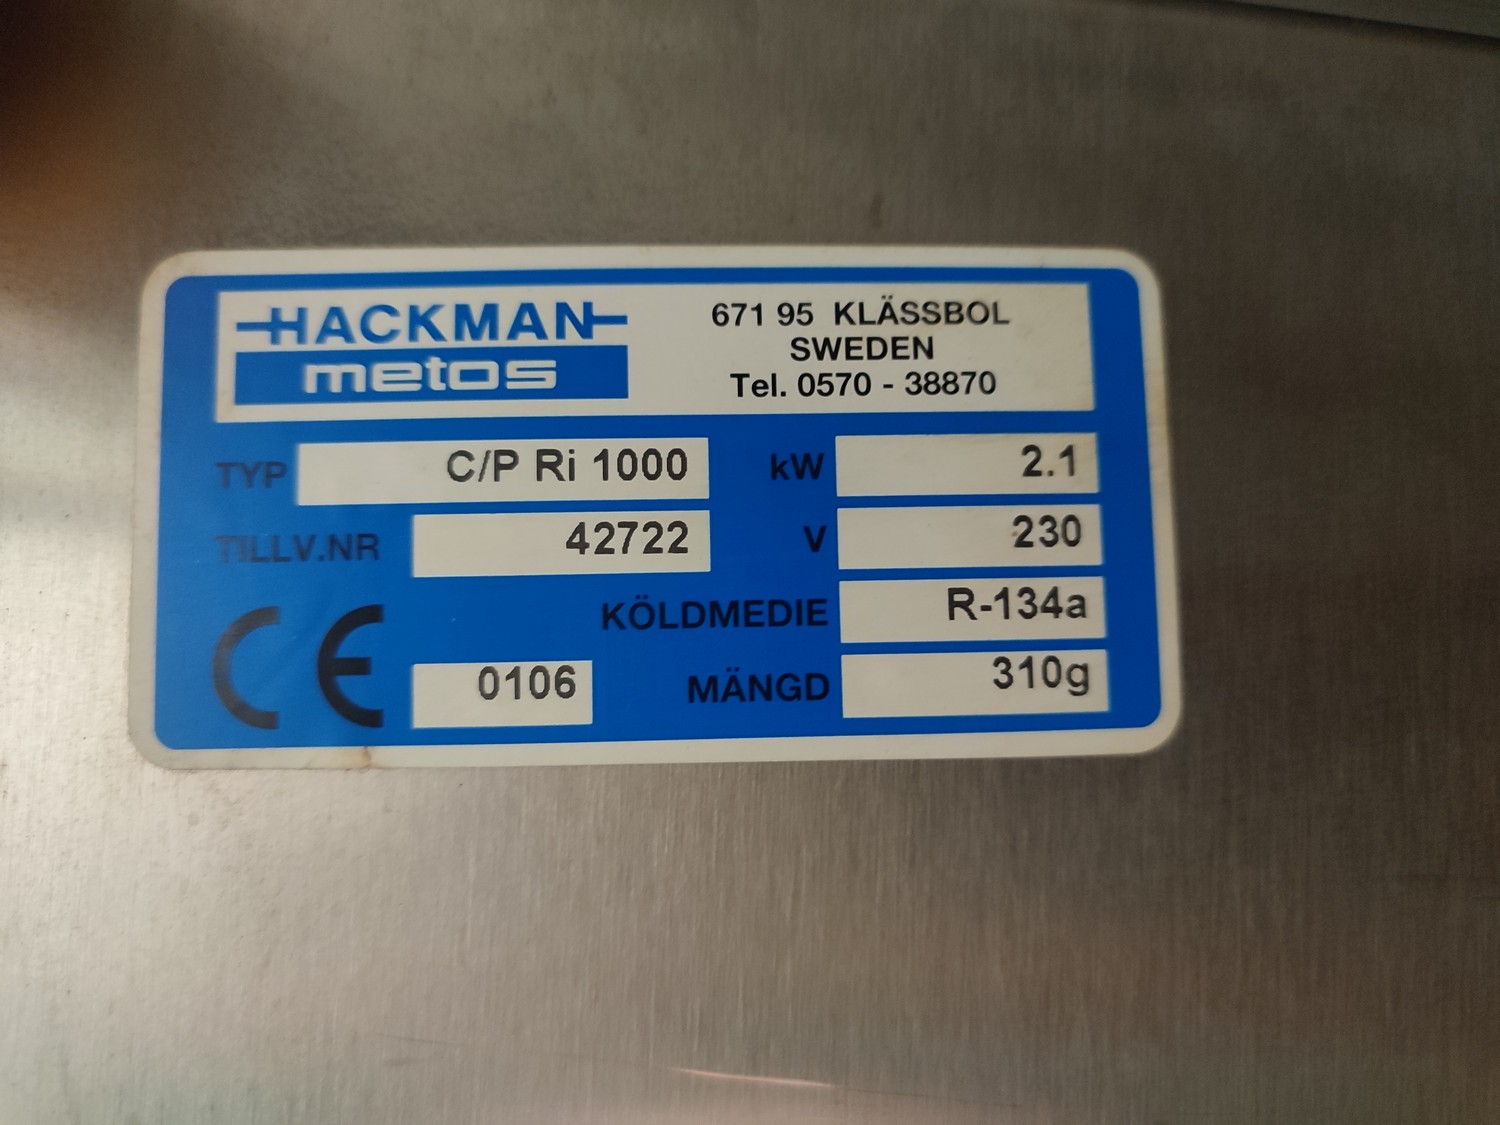 HACKMAN
metos
671 95 KLÄSSBOL
SWEDEN
Tel. 0570 - 38870
TYP C/P Ri 1000 kW 2.1
TILLV.NR 42722 V 230
KÖLDMEDIE R-134a
CE 0106 MÄNGD 310g